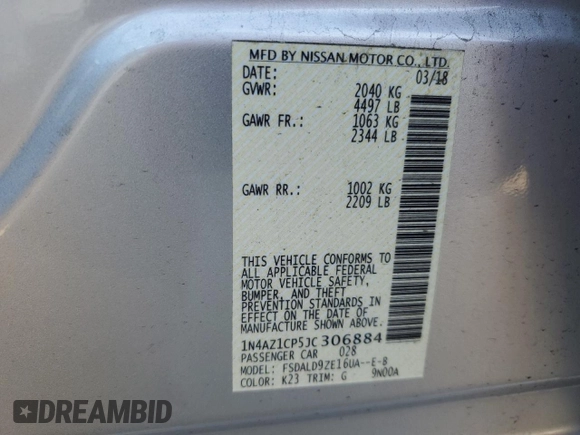 MFD BY NISSAN MOTOR CO., LTD.
DATE: 03/18
GVWR: 2040 KG
4497 LB
GAWR FR.: 1063 KG
2344 LB
GAWR RR.: 1002 KG
2209 LB
THIS VEHICLE CONFORMS TO
ALL APPLICABLE FEDERAL
MOTOR VEHICLE SAFETY,
BUMPER, AND THEFT
PREVENTION STANDARDS IN
EFFECT ON THE DATE OF
MANUFACTURE SHOWN ABOVE.
1N4AZ1CP5JC306884
PASSENGER CAR 028
MODEL: FSDALD9ZE16UA--E-B
COLOR: K23 TRIM: G 9N00A
STEMBID
STEMBID.COM